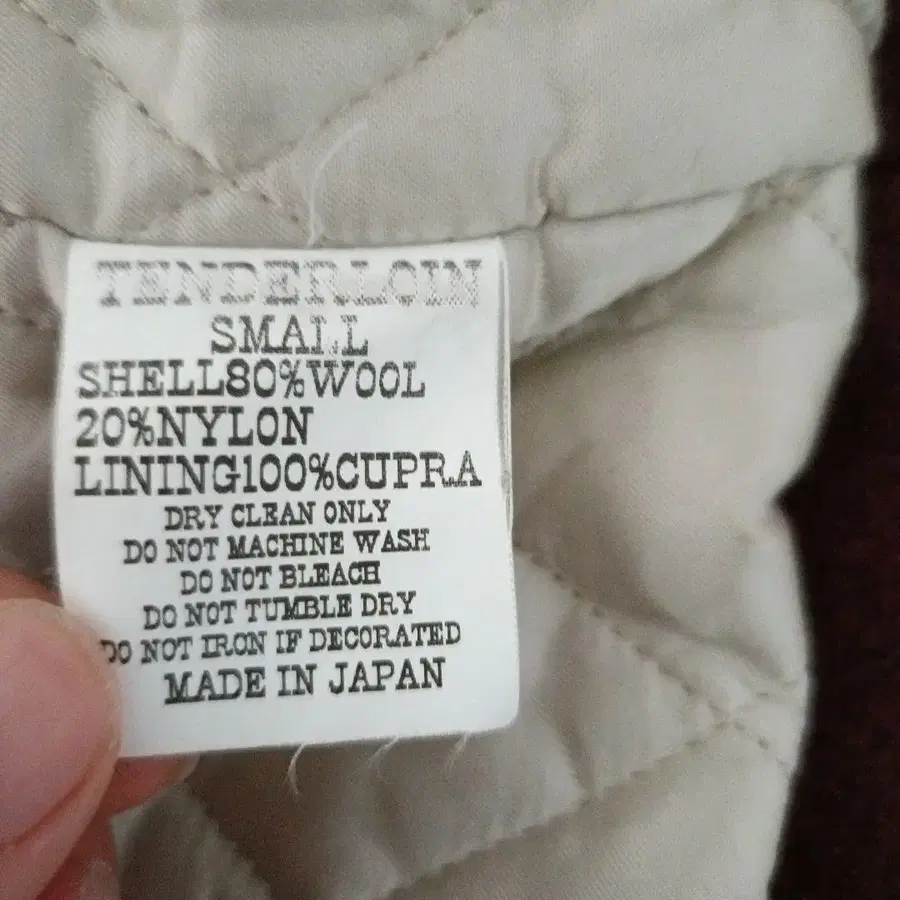 TENDERLOIN
SMALL
SHELL80%WOOL
20%NYLON
LINING100%CUPRA
DRY CLEAN ONLY
DO NOT MACHINE WASH
DO NOT BLEACH
DO NOT TUMBLE DRY
DO NOT IRON IF DECORATED
MADE IN JAPAN